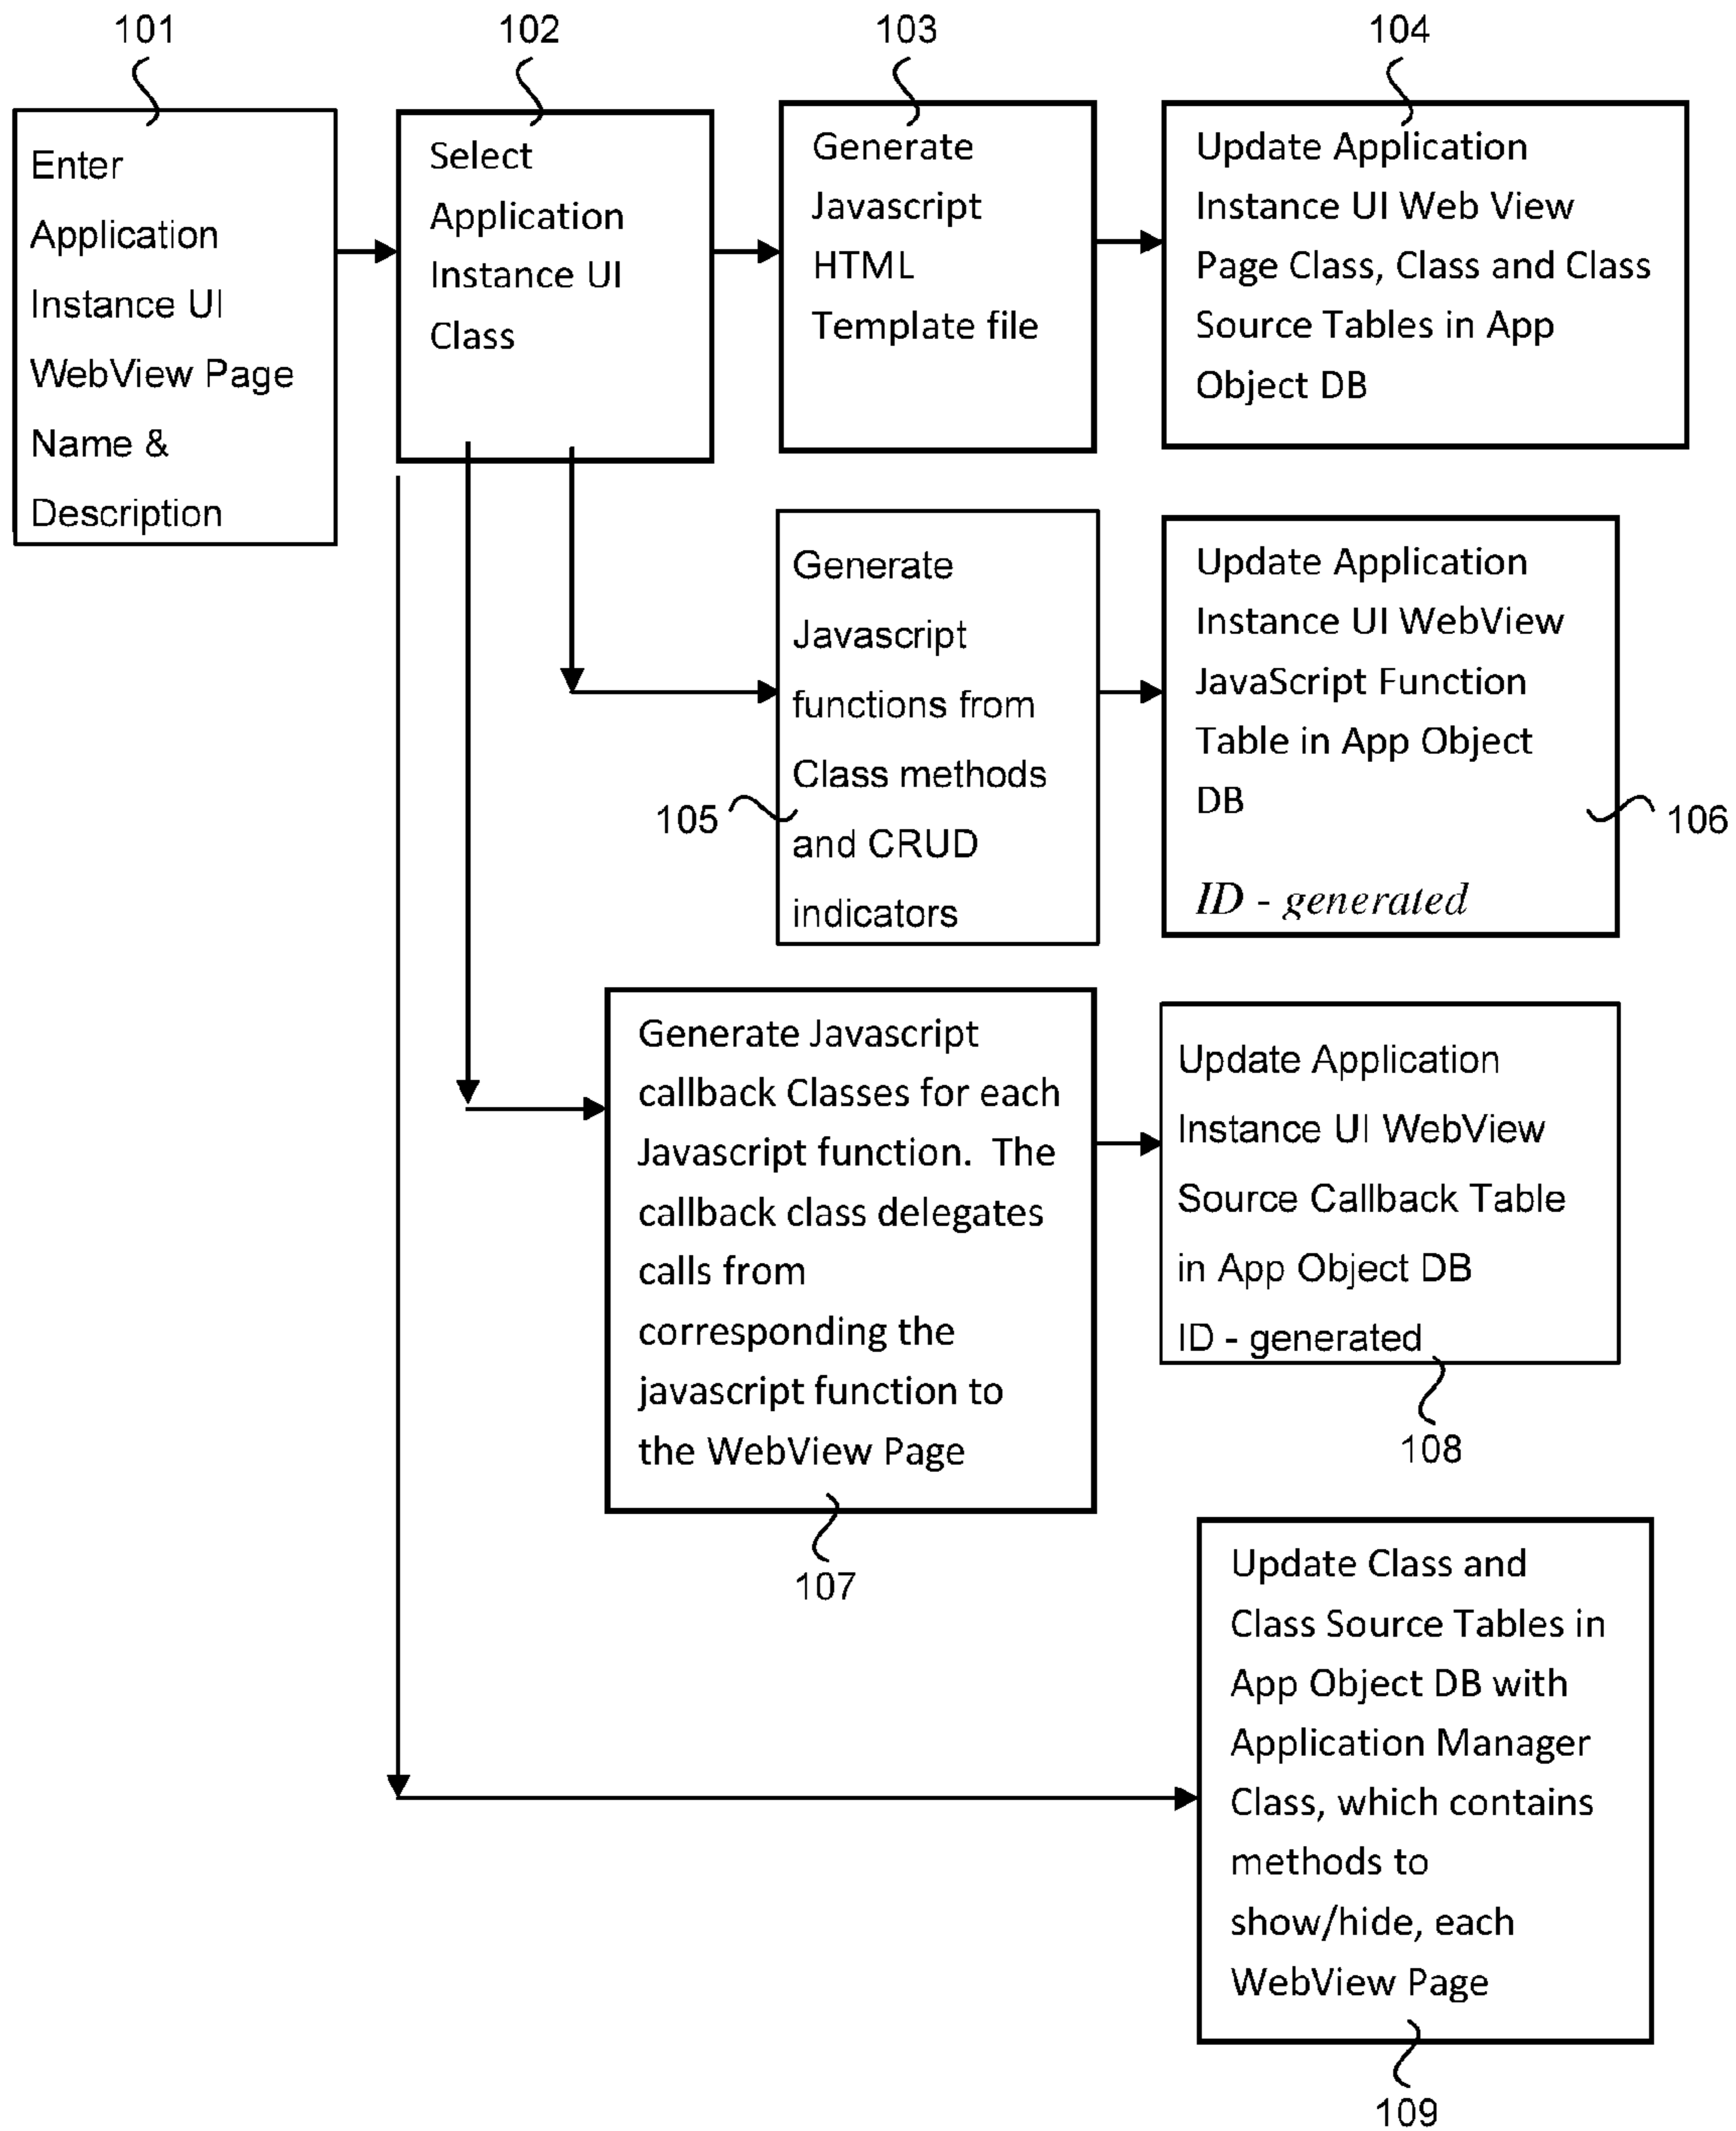 101
102
103
104
Enter
Application
Instance UI
WebView Page
Name &
Description
Select
Application
Instance UI
Class
Generate
Javascript
HTML
Template file
Update Application
Instance UI Web View
Page Class, Class and Class
Source Tables in App
Object DB
Generate
Javascript
functions from
Class methods
and CRUD
indicators
105
Update Application
Instance UI WebView
JavaScript Function
Table in App Object
DB
ID - generated
106
Generate Javascript
callback Classes for each
Javascript function. The
callback class delegates
calls from
corresponding the
javascript function to
the WebView Page
107
Update Application
Instance UI WebView
Source Callback Table
in App Object DB
ID - generated
108
Update Class and
Class Source Tables in
App Object DB with
Application Manager
Class, which contains
methods to
show/hide, each
WebView Page
109